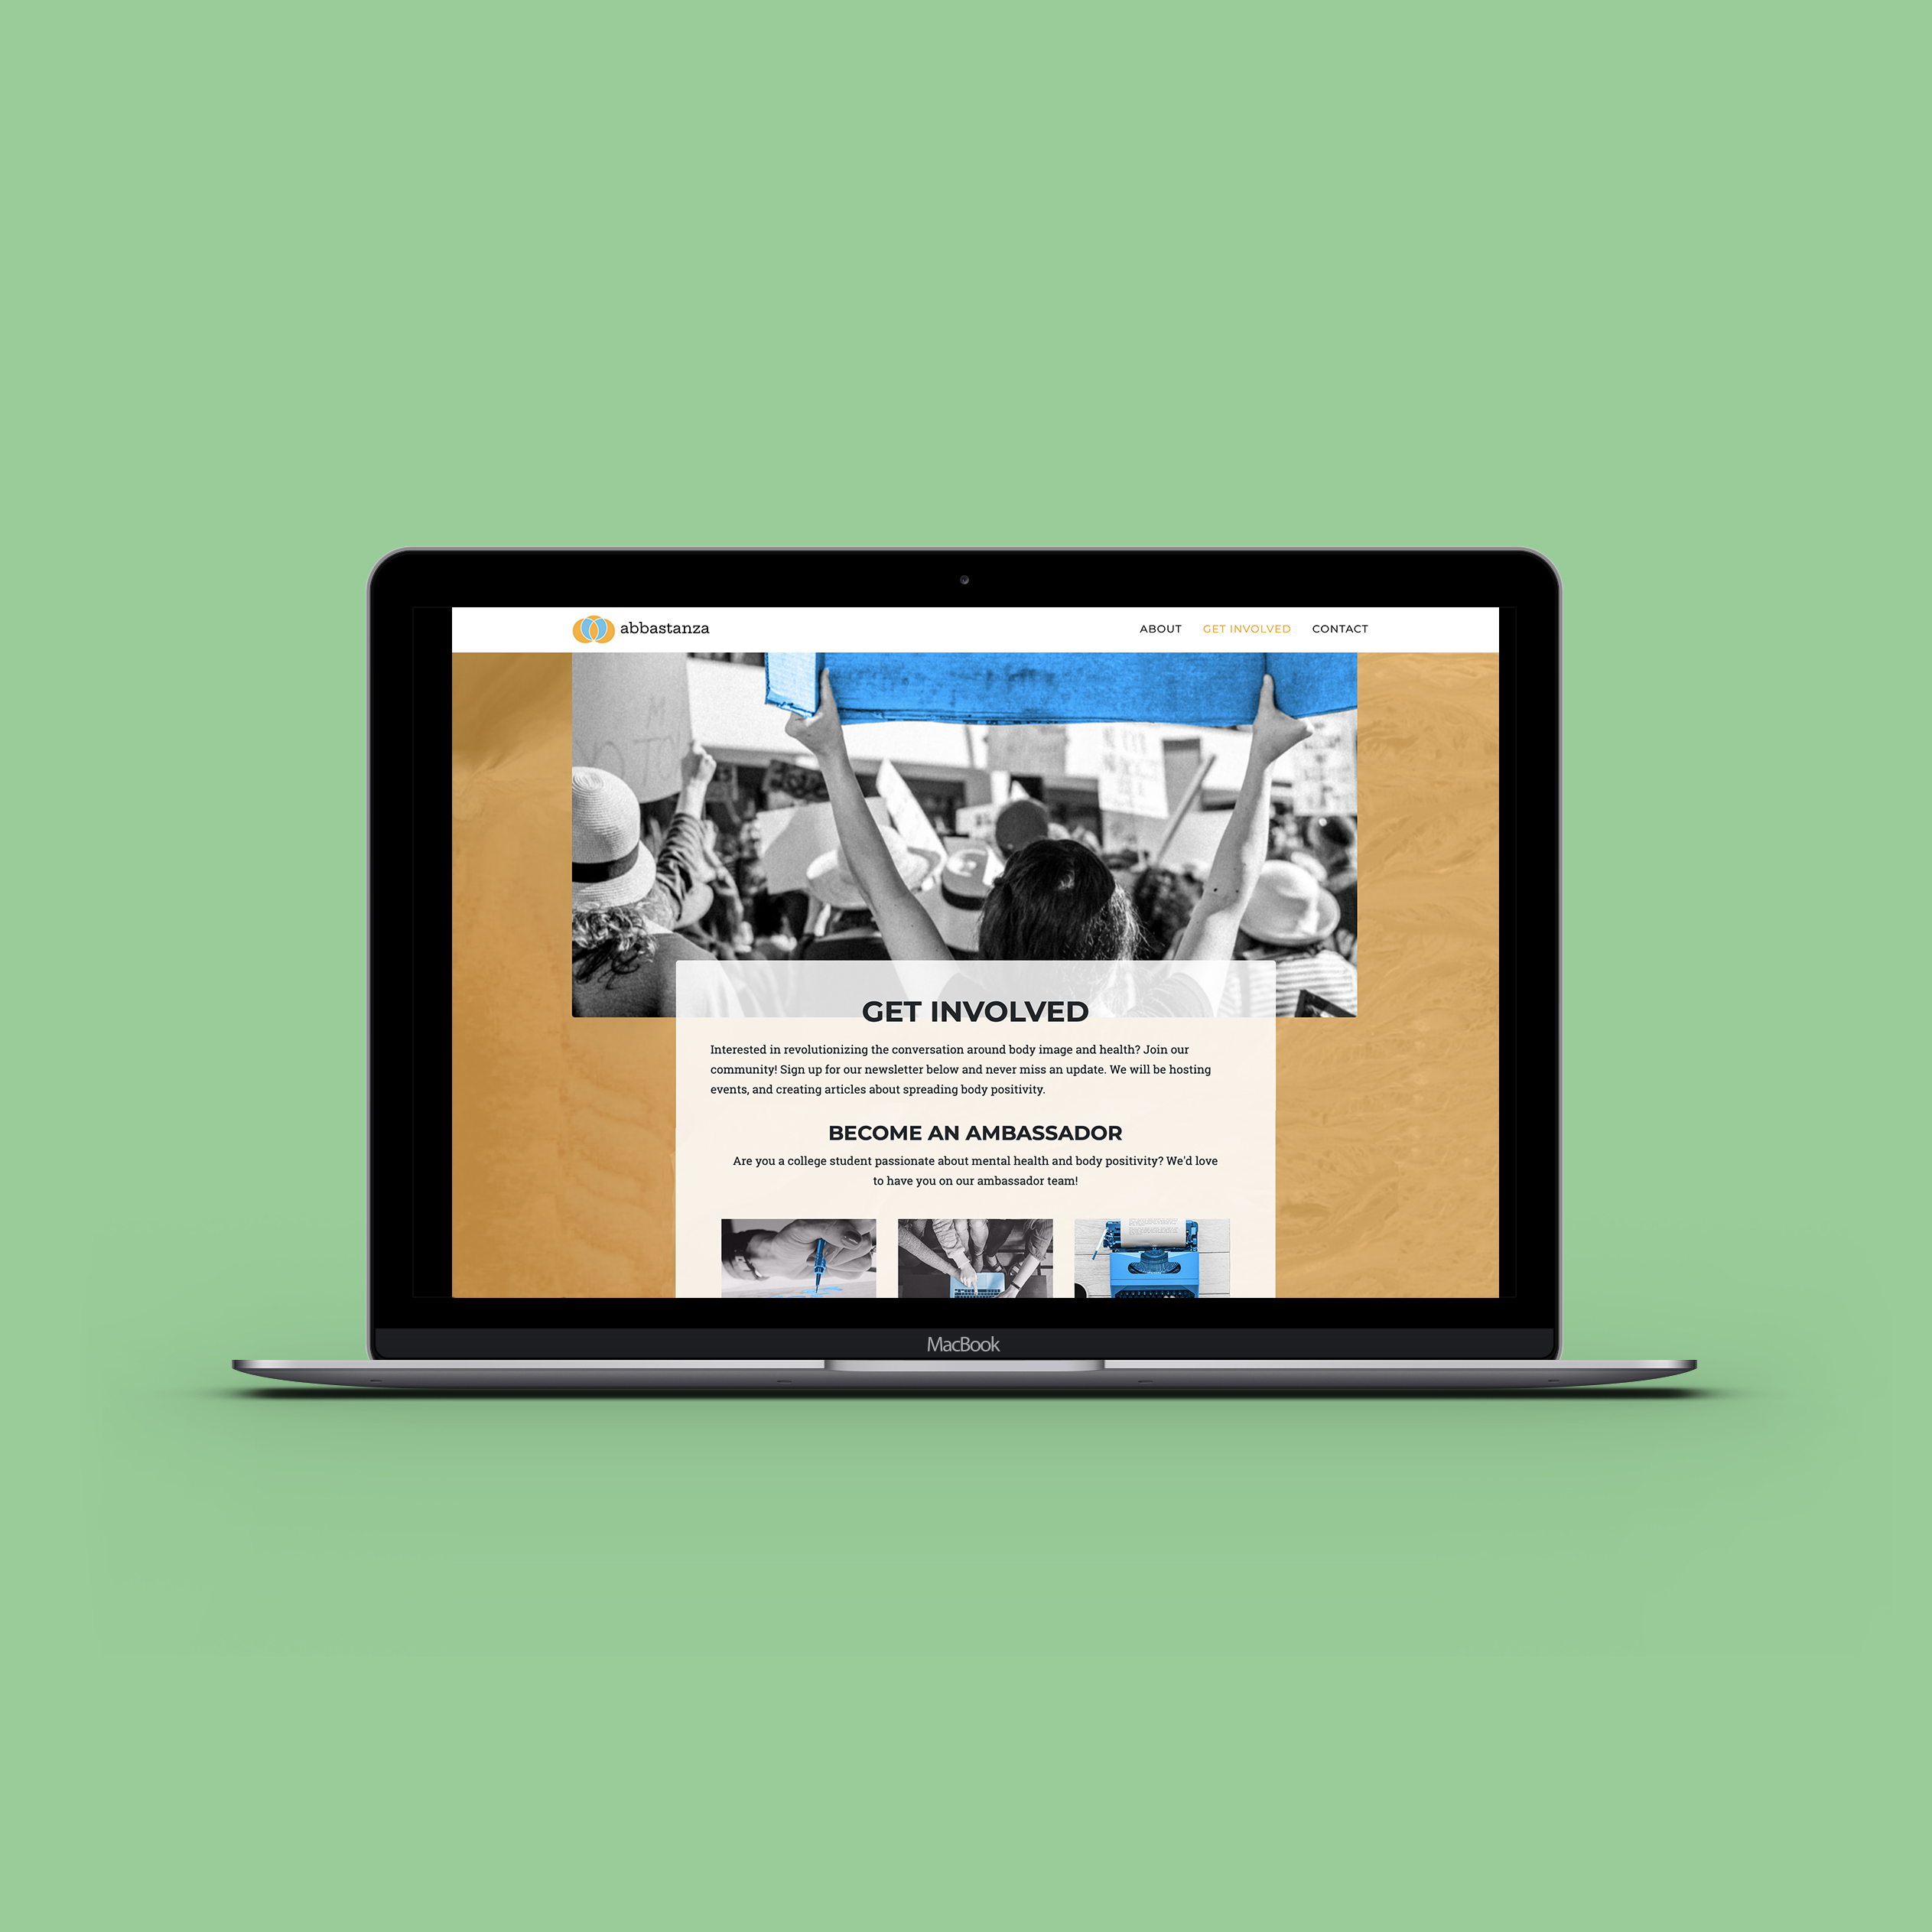 abbastanza
ABOUT GET INVOLVED CONTACT
GET INVOLVED
Interested in revolutionizing the conversation around body image and health? Join our
community! Sign up for our newsletter below and never miss an update. We will be hosting
events, and creating articles about spreading body positivity.
BECOME AN AMBASSADOR
Are you a college student passionate about mental health and body positivity? We'd love
to have you on our ambassador team!
MacBook